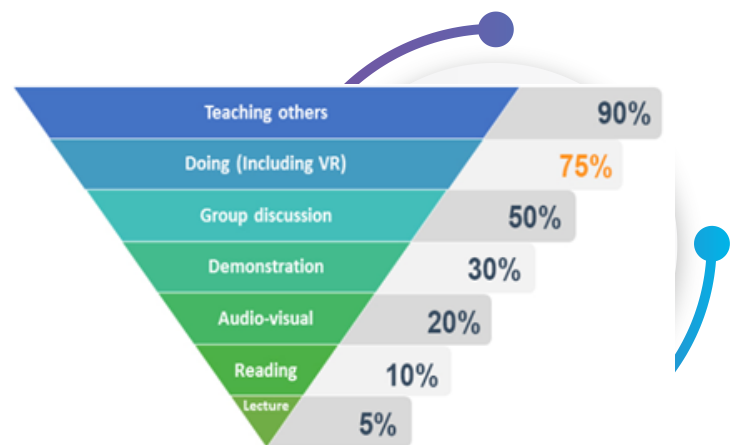 Teaching others 90%
Doing (Including VR) 75%
Group discussion 50%
Demonstration 30%
Audio-visual 20%
Reading 10%
Lecture 5%